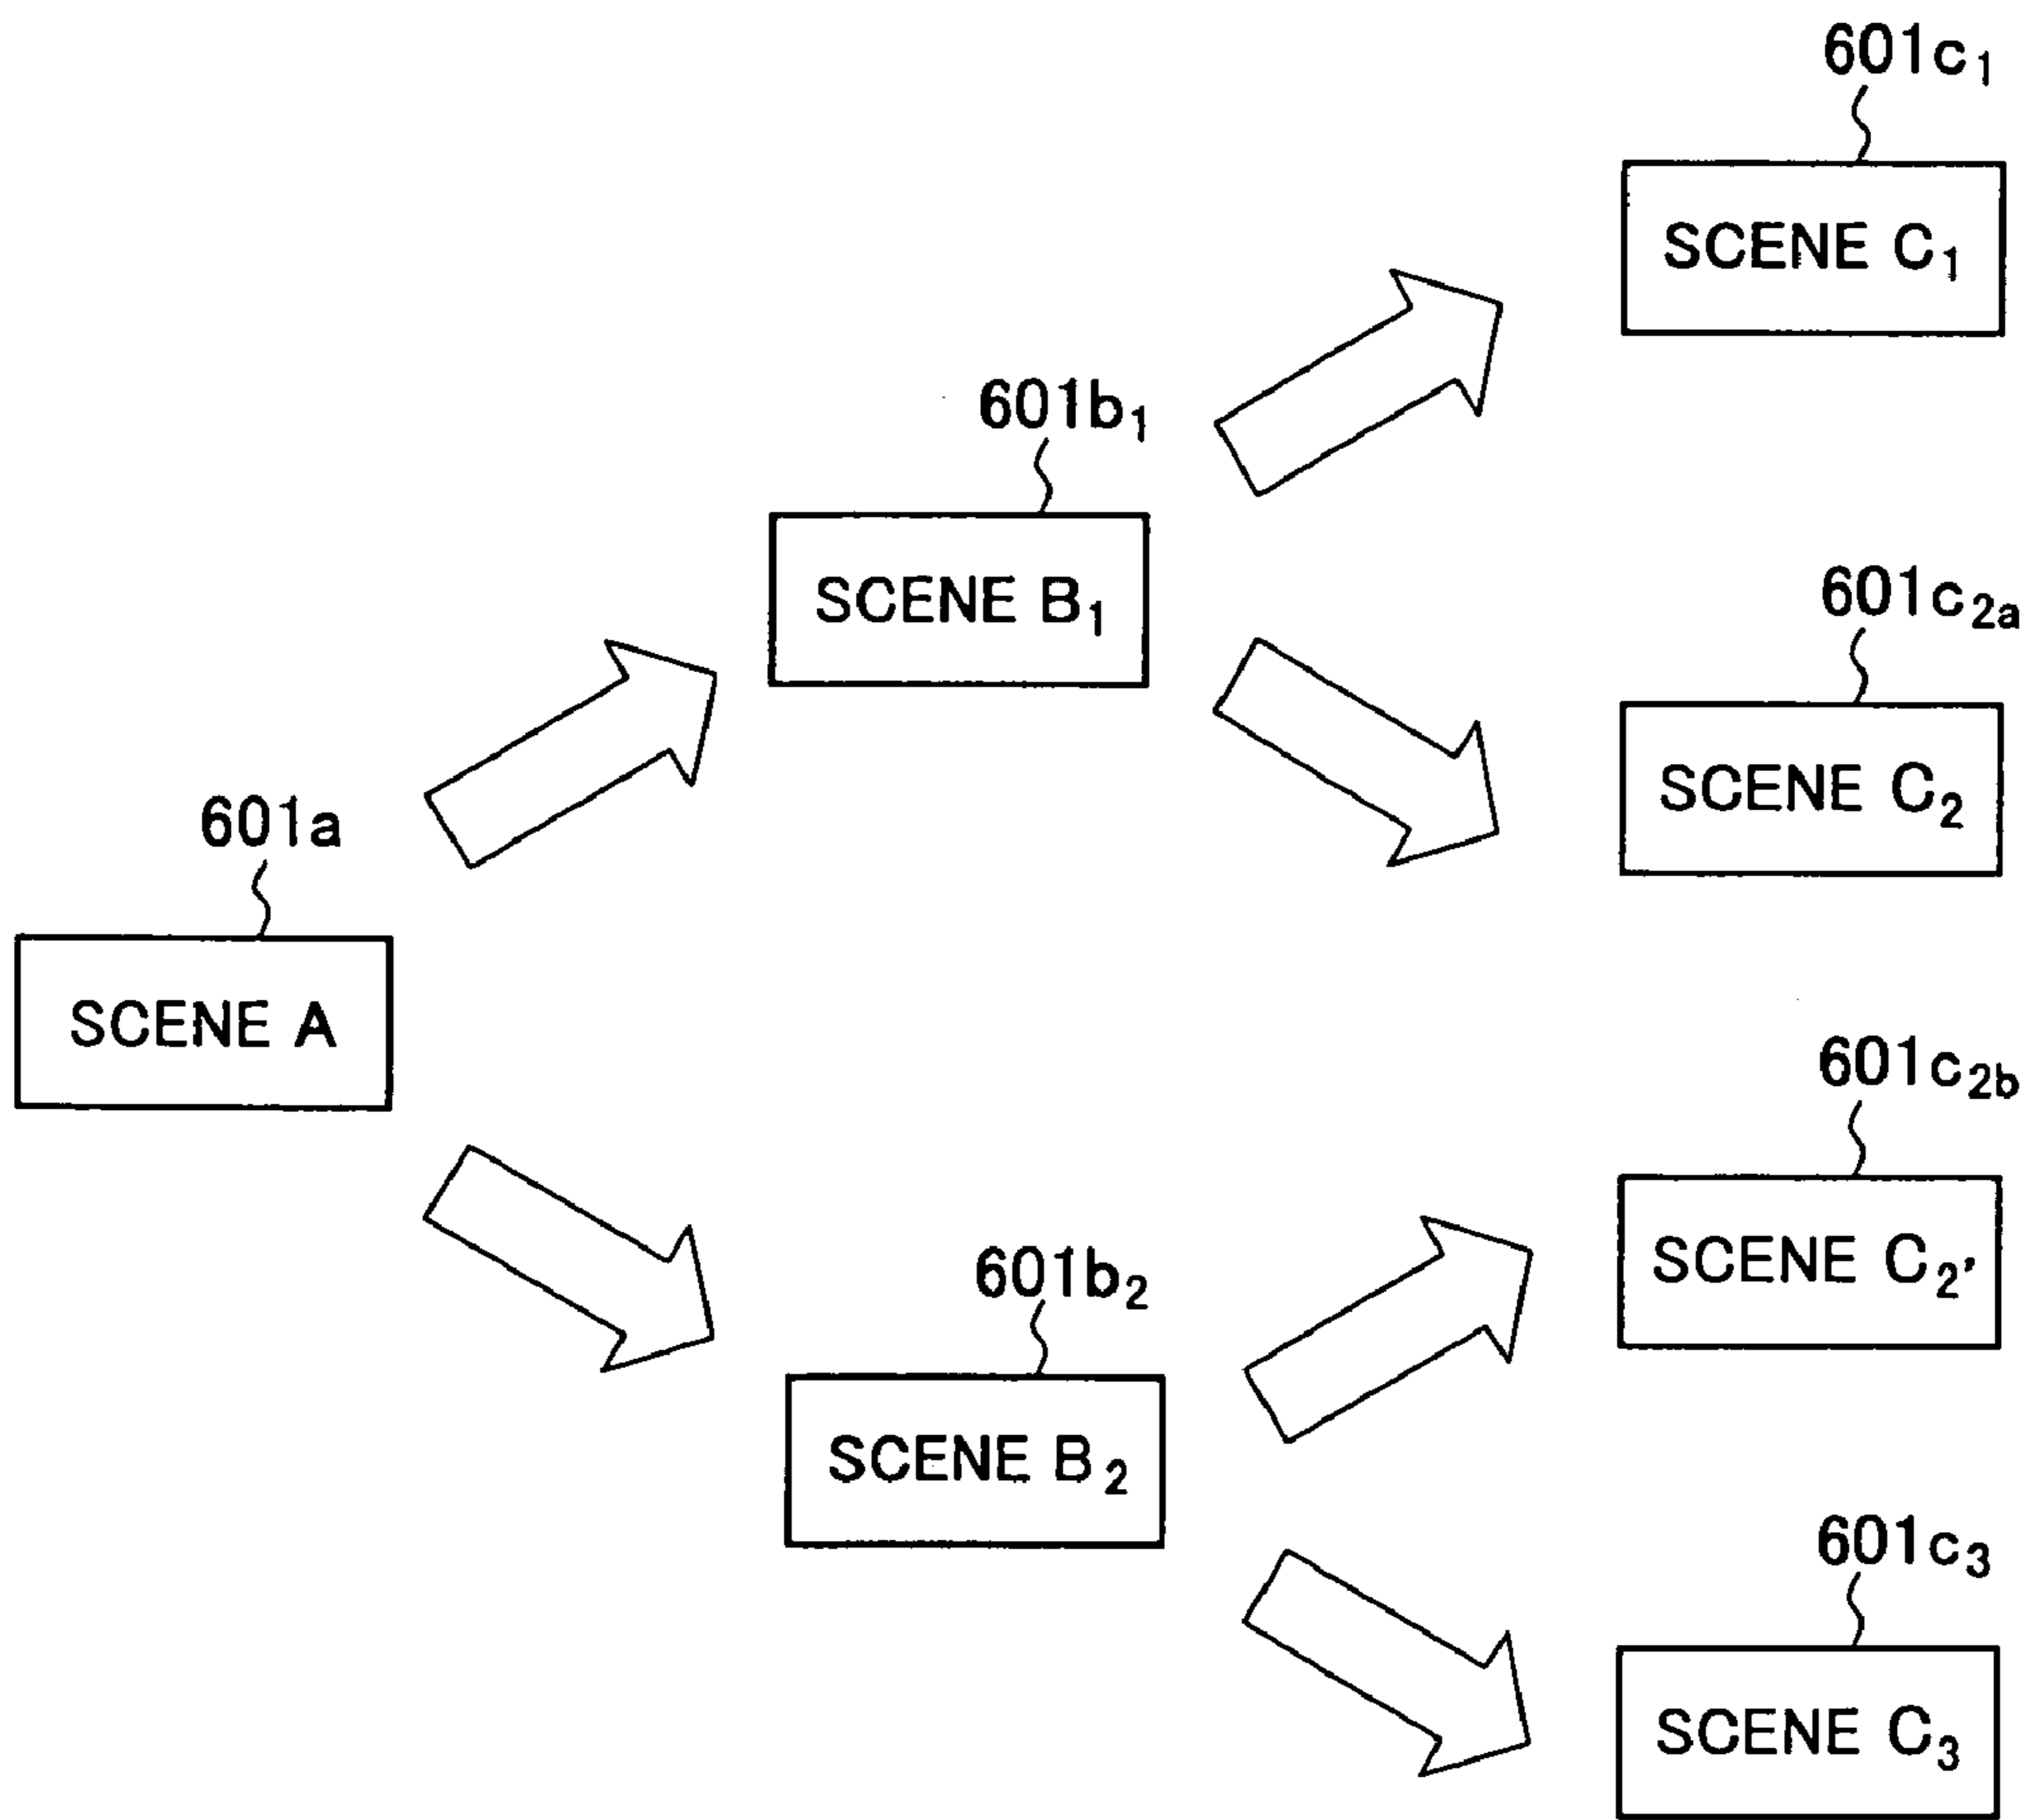 601c₁
SCENE C₁
601b₁
SCENE B₁
601c₂ₐ
SCENE C₂
601a
SCENE A
601c₂b
SCENE C₂'
601b₂
SCENE B₂
601c₃
SCENE C₃